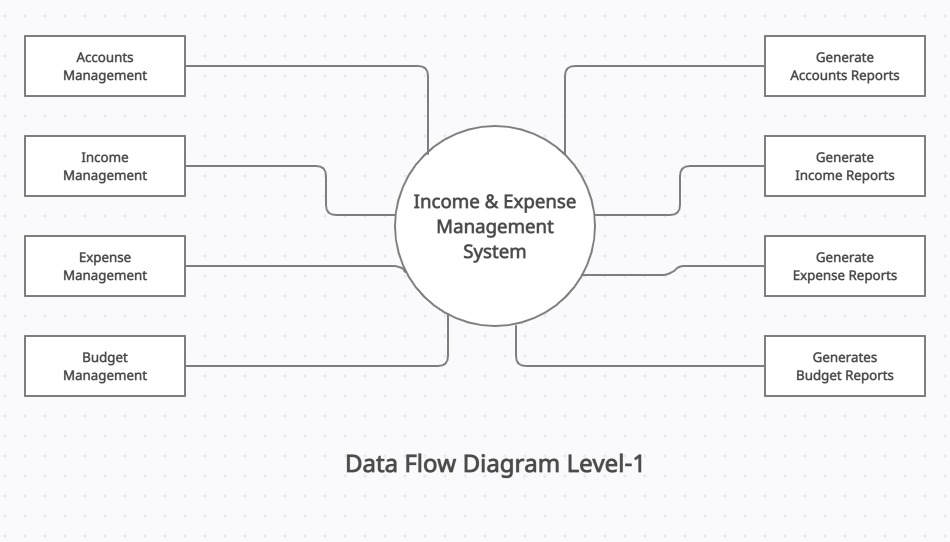 Accounts
Management
Income
Management
Expense
Management
Budget
Management
Income & Expense
Management
System
Generate
Accounts Reports
Generate
Income Reports
Generate
Expense Reports
Generates
Budget Reports
Data Flow Diagram Level-1